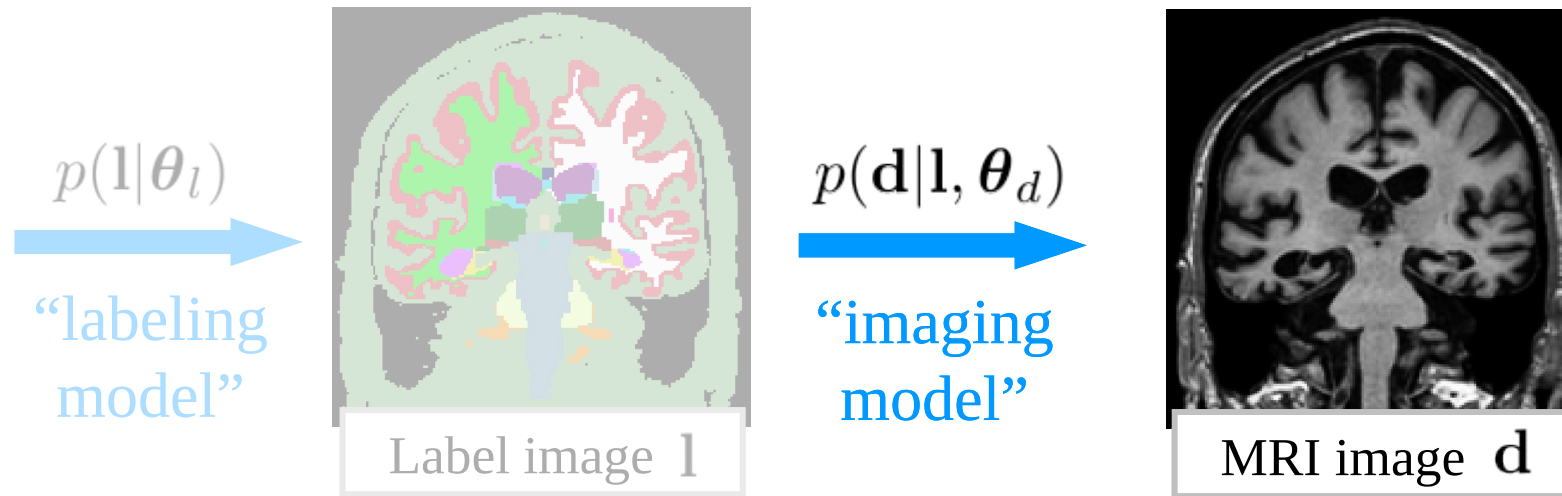 p(l|θ_l)
“labeling
model”
Label image l
p(d|l, θ_d)
“imaging
model”
MRI image d